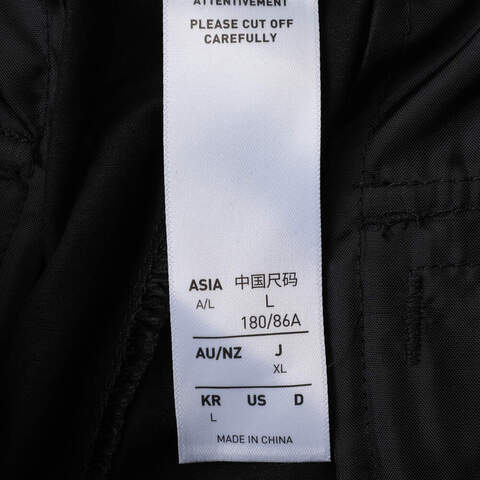 ATTENTIVEMENT
PLEASE CUT OFF
CAREFULLY
ASIA 中国尺码
A/L L
180/86A
AU/NZ J
XL
KR US D
L
MADE IN CHINA